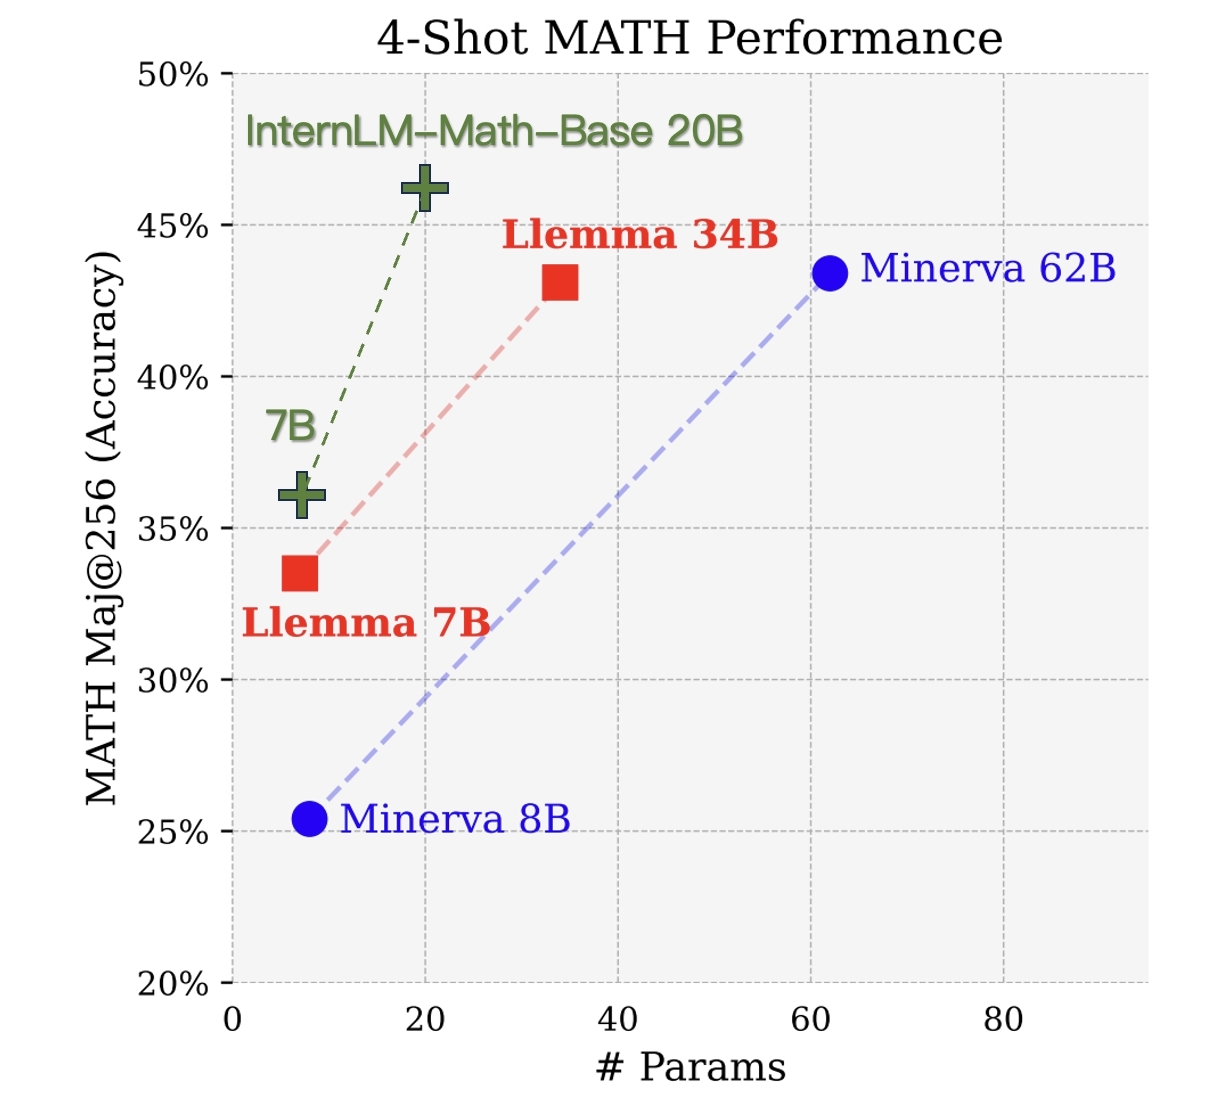 4-Shot MATH Performance
50%
InternLM-Math-Base 20B
45%
Llemma 34B
Minerva 62B
40%
7B
35%
Llemma 7B
30%
Minerva 8B
25%
20%
MATH Maj@256 (Accuracy)
0 20 40 60 80
# Params